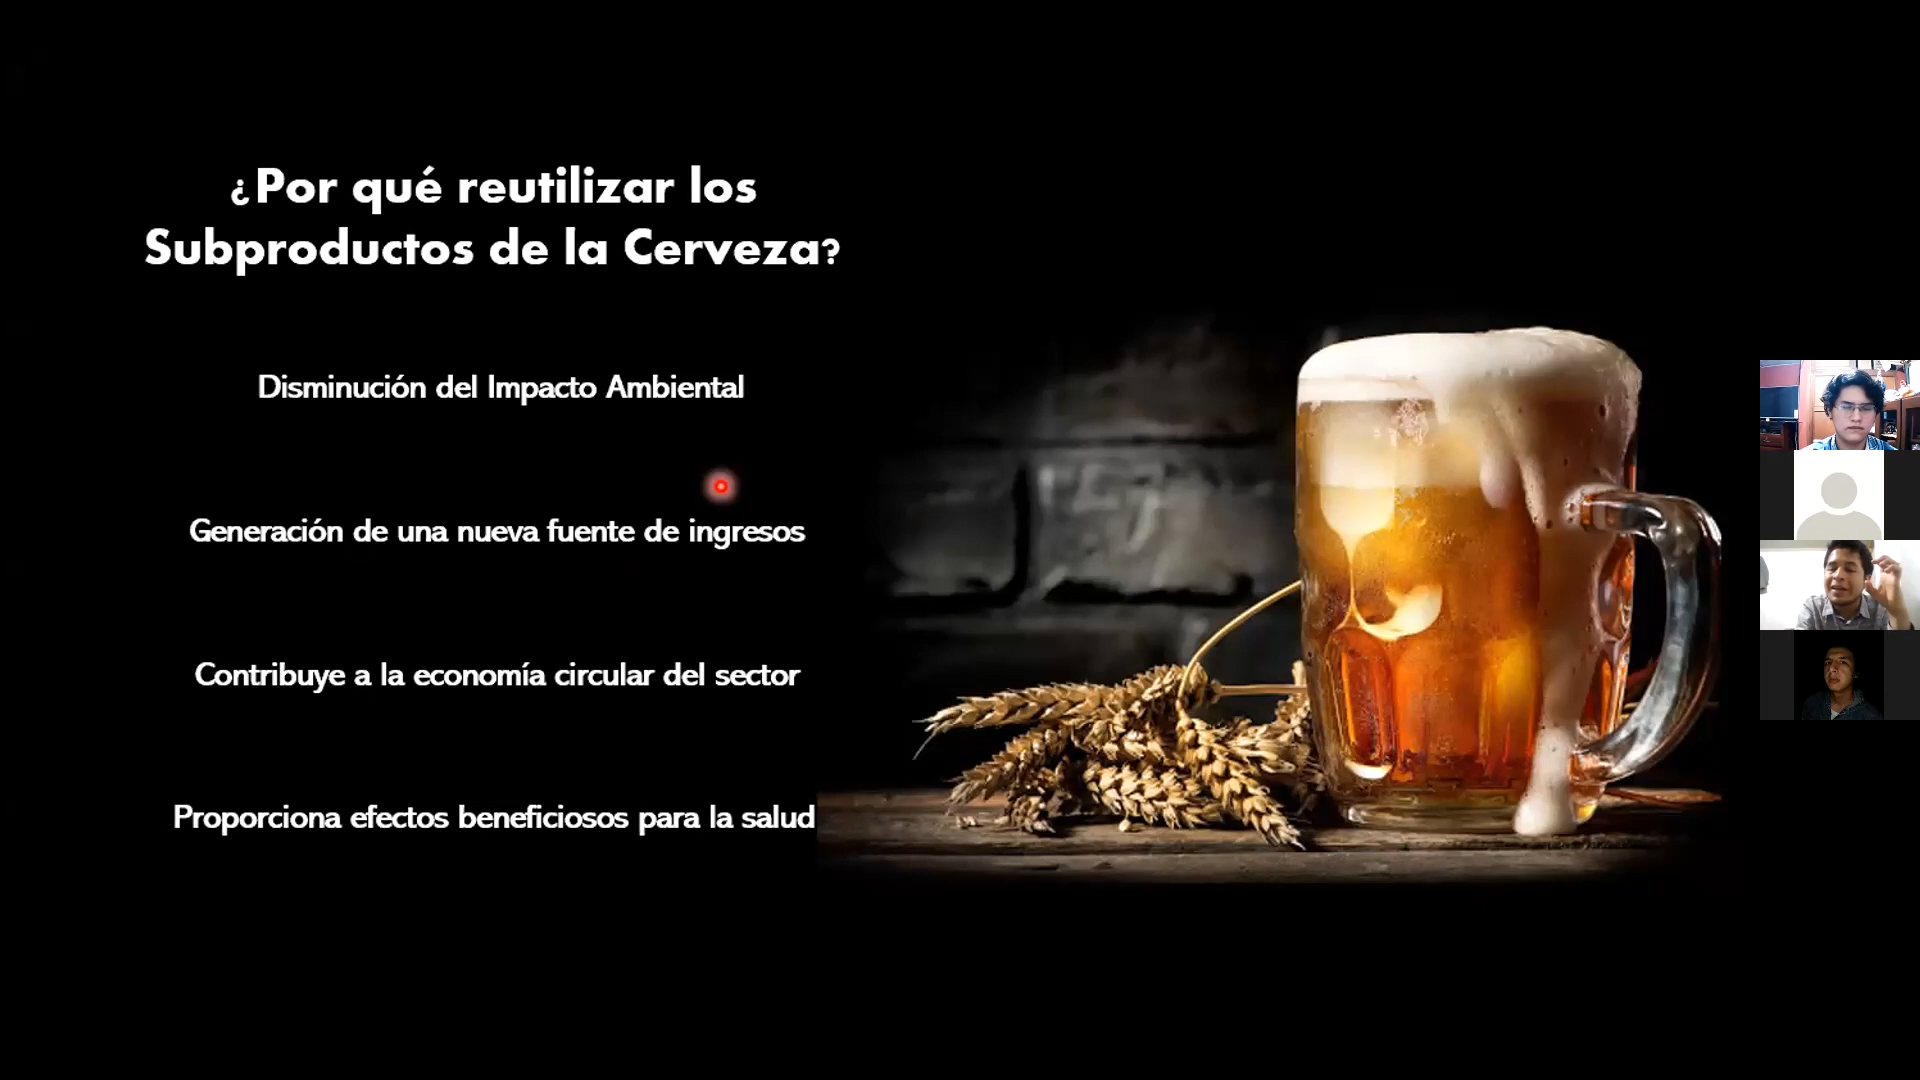 ¿Por qué reutilizar los
Subproductos de la Cerveza?
Disminución del Impacto Ambiental
Generación de una nueva fuente de ingresos
Contribuye a la economía circular del sector
Proporciona efectos beneficiosos para la salud